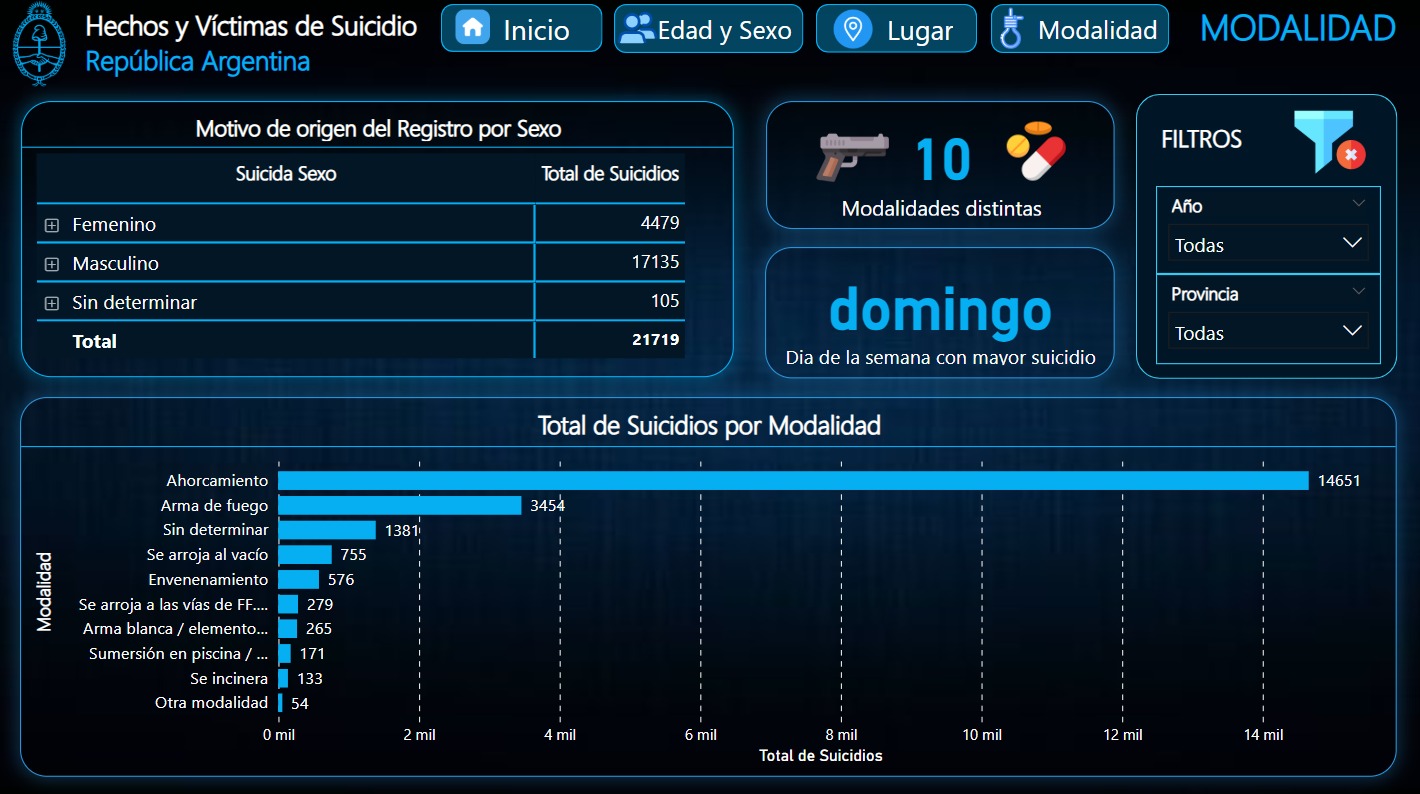 Hechos y Víctimas de Suicidio
República Argentina
Inicio
Edad y Sexo
Lugar
Modalidad
MODALIDAD
Motivo de origen del Registro por Sexo
Suicida Sexo Total de Suicidios
Femenino 4479
Masculino 17135
Sin determinar 105
Total 21719
10
Modalidades distintas
domingo
Dia de la semana con mayor suicidio
FILTROS
Año
Todas
Provincia
Todas
Total de Suicidios por Modalidad
Modalidad
Ahorcamiento 14651
Arma de fuego 3454
Sin determinar 1381
Se arroja al vacío 755
Envenenamiento 576
Se arroja a las vías de FF.... 279
Arma blanca / elemento... 265
Sumersión en piscina / ... 171
Se incinera 133
Otra modalidad 54
0 mil 2 mil 4 mil 6 mil 8 mil 10 mil 12 mil 14 mil
Total de Suicidios